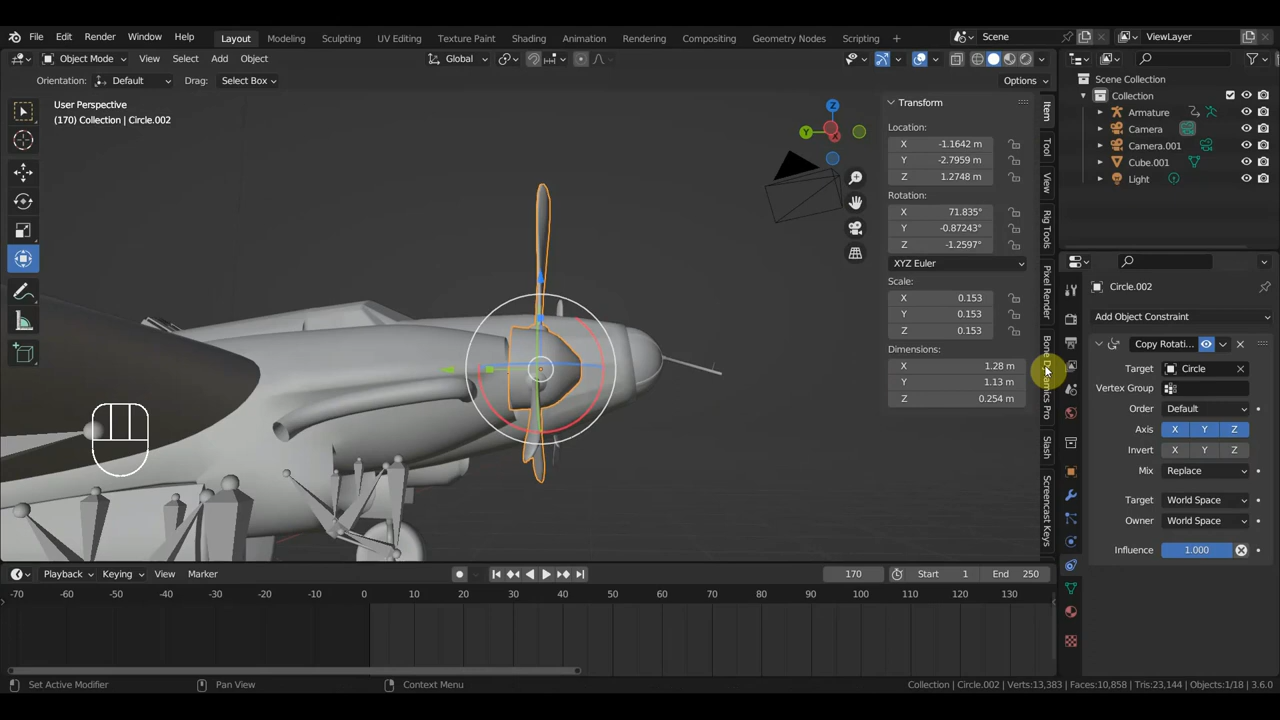 File Edit Render Window Help Layout Modeling Sculpting UV Editing Texture Paint Shading Animation Rendering Compositing Geometry Nodes Scripting + Scene ViewLayer
Object Mode View Select Add Object Global Options
Orientation: Default Drag: Select Box
User Perspective
(170) Collection | Circle.002
Transform
Location:
X -1.1642 m
Y -2.7959 m
Z 1.2748 m
Rotation:
X 71.835°
Y -0.87243°
Z -1.2597°
XYZ Euler
Scale:
X 0.153
Y 0.153
Z 0.153
Dimensions:
X 1.28 m
Y 1.13 m
Z 0.254 m
Z
Y
X
Item
Tool
View
Rig Tools
Pixel Render
Bone Dynamics Pro
Slash
Screencast Keys
Scene Collection
Collection
Armature
Camera
Camera.001
Cube.001
Light
Circle.002
Add Object Constraint
Copy Rotati...
Target Circle
Vertex Group
Order Default
Axis X Y Z
Invert X Y Z
Mix Replace
Target World Space
Owner World Space
Influence 1.000
Playback Keying View Marker 170 Start 1 End 250
-70 -60 -50 -40 -30 -20 -10 0 10 20 30 40 50 60 70 80 90 100 110
Set Active Modifier Pan View Context Menu Collection | Circle.002 | Verts:13,383 | Faces:10,858 | Tris:23,144 | Objects:1/18 | 3.6.0